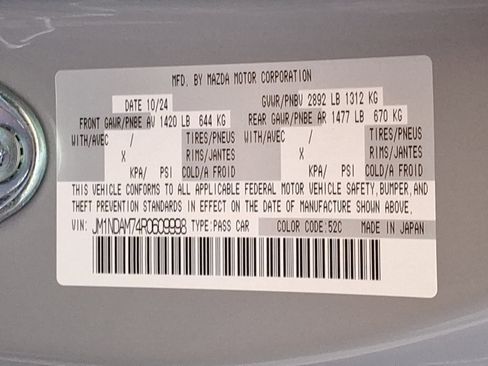 MFD. BY MAZDA MOTOR CORPORATION
DATE 10/24 GVWR/PNBV 2892 LB 1312 KG
FRONT GAWR/PNBE AV 1420 LB 644 KG REAR GAWR/PNBE AR 1477 LB 670 KG
WITH/AVEC / TIRES/PNEUS WITH/AVEC / TIRES/PNEUS
X RIMS/JANTES X RIMS/JANTES
KPA/ PSI COLD/A FROID KPA/ PSI COLD/A FROID
THIS VEHICLE CONFORMS TO ALL APPLICABLE FEDERAL MOTOR VEHICLE SAFETY, BUMPER, AND
THEFT PREVENTION STANDARDS IN EFFECT ON THE DATE OF MANUFACTURE SHOWN ABOVE.
VIN: JM1NDAM74R0609998 TYPE:PASS CAR COLOR CODE:52C MADE IN JAPAN